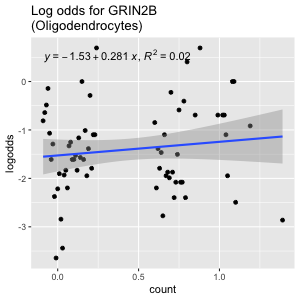 Log odds for GRIN2B
(Oligodendrocytes)
y = −1.53 + 0.281 x, R² = 0.02
0
-1
-2
-3
logodds
0.0 0.5 1.0
count